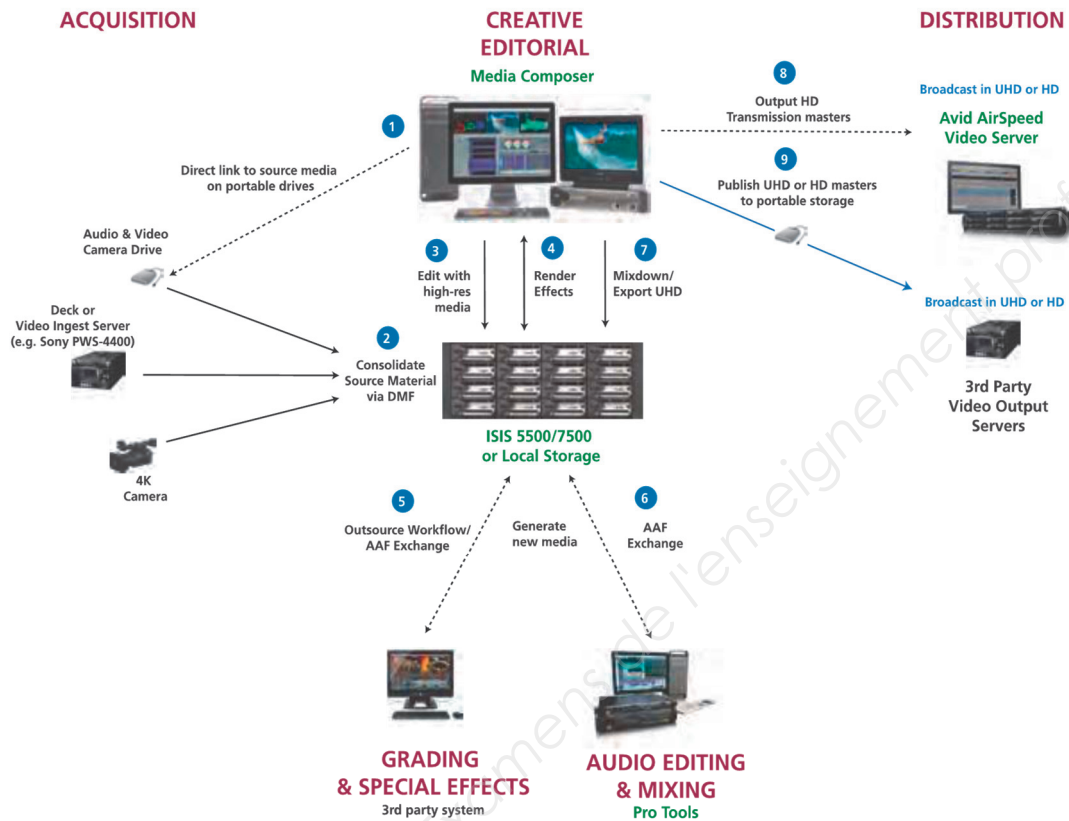 ACQUISITION
CREATIVE
EDITORIAL
Media Composer
DISTRIBUTION
1
Direct link to source media
on portable drives
Audio & Video
Camera Drive
Deck or
Video Ingest Server
(e.g. Sony PWS-4400)
4K
Camera
2
Consolidate
Source Material
via DMF
3
Edit with
high-res
media
4
Render
Effects
7
Mixdown/
Export UHD
8
Output HD
Transmission masters
9
Publish UHD or HD masters
to portable storage
Broadcast in UHD or HD
Avid AirSpeed
Video Server
Broadcast in UHD or HD
3rd Party
Video Output
Servers
ISIS 5500/7500
or Local Storage
5
Outsource Workflow/
AAF Exchange
Generate
new media
6
AAF
Exchange
GRADING
& SPECIAL EFFECTS
3rd party system
AUDIO EDITING
& MIXING
Pro Tools
de l'enseignement